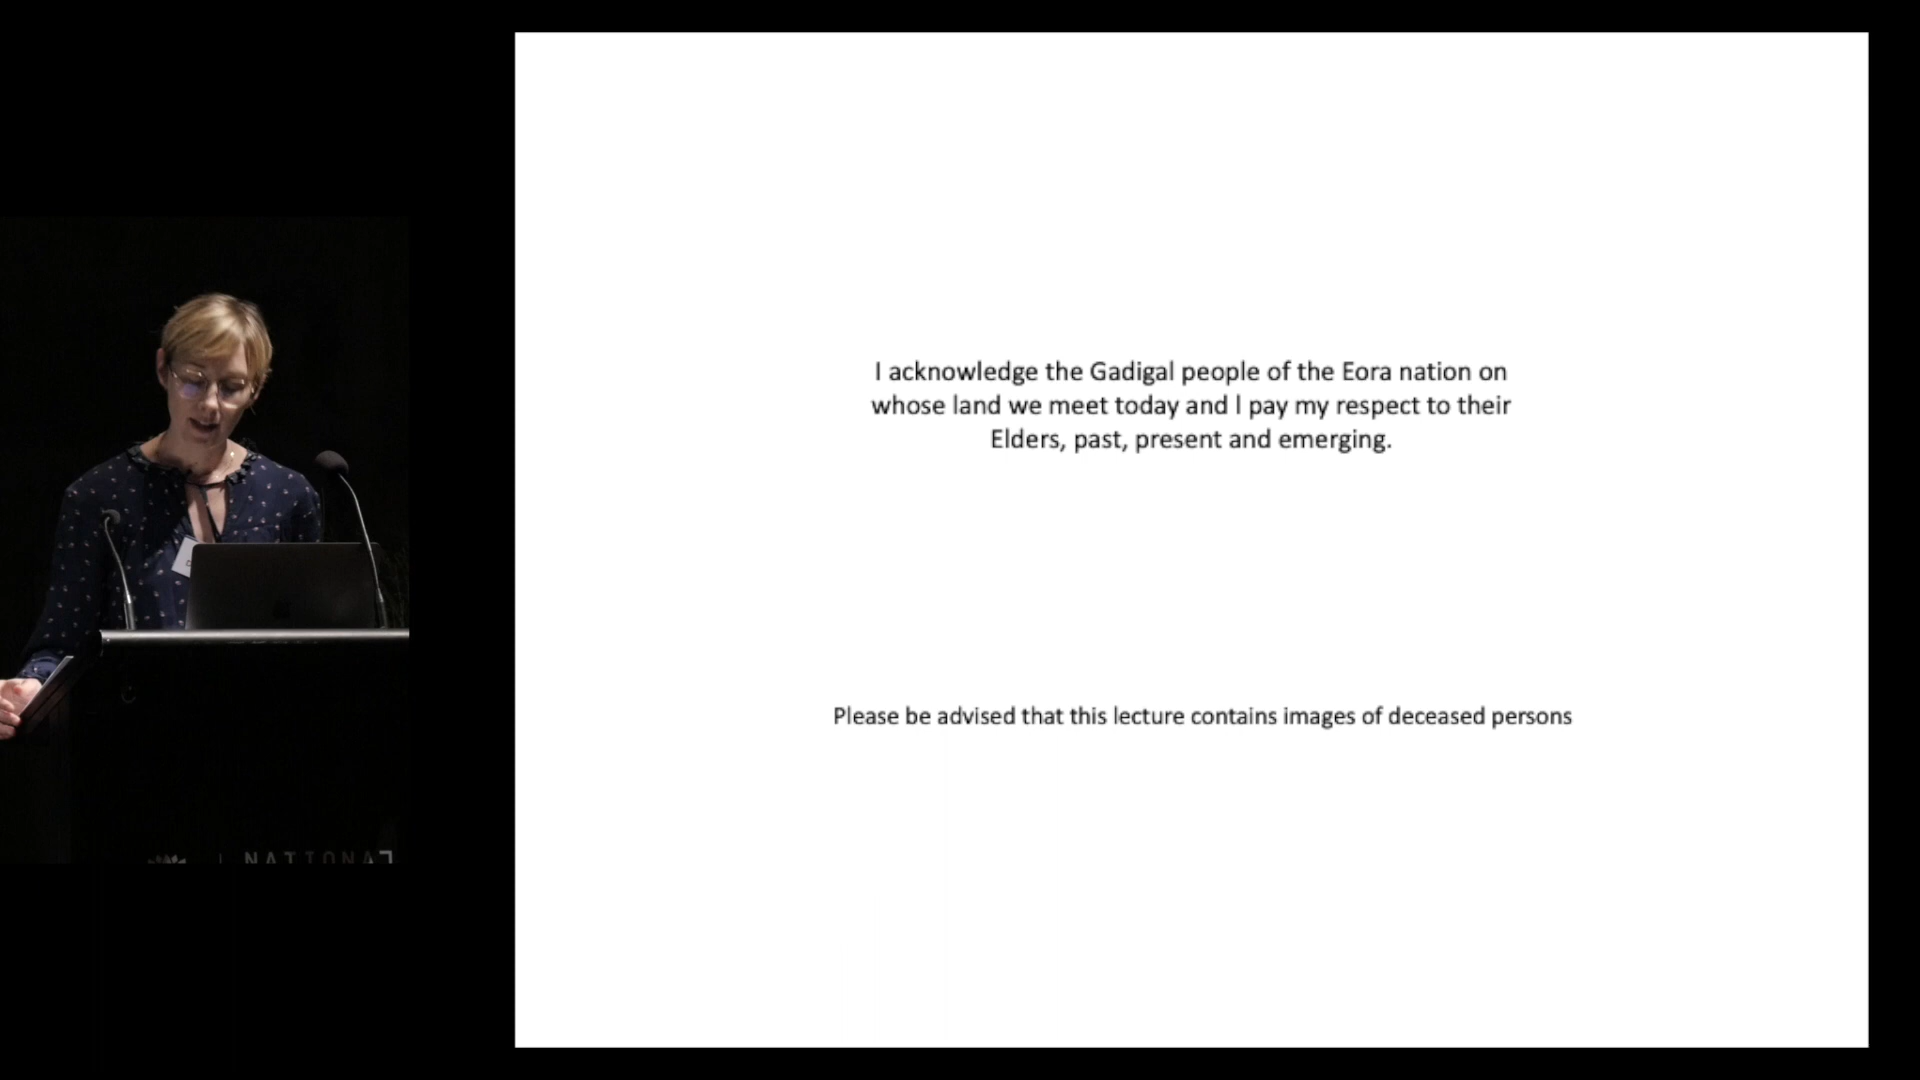 I acknowledge the Gadigal people of the Eora nation on
whose land we meet today and I pay my respect to their
Elders, past, present and emerging.
Please be advised that this lecture contains images of deceased persons